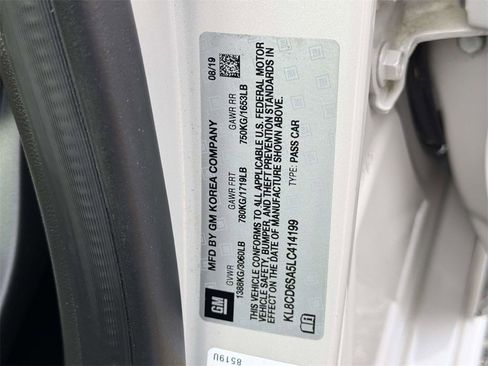 MFD BY GM KOREA COMPANY 08/19
GVWR GAWR FRT GAWR RR
1388KG/3060LB 780KG/1719LB 750KG/1653LB
THIS VEHICLE CONFORMS TO ALL APPLICABLE U.S. FEDERAL MOTOR
VEHICLE SAFETY, BUMPER, AND THEFT PREVENTION STANDARDS IN
EFFECT ON THE DATE OF MANUFACTURE SHOWN ABOVE.
KL8CD6SA5LC414199 TYPE: PASS CAR
GM
8519U